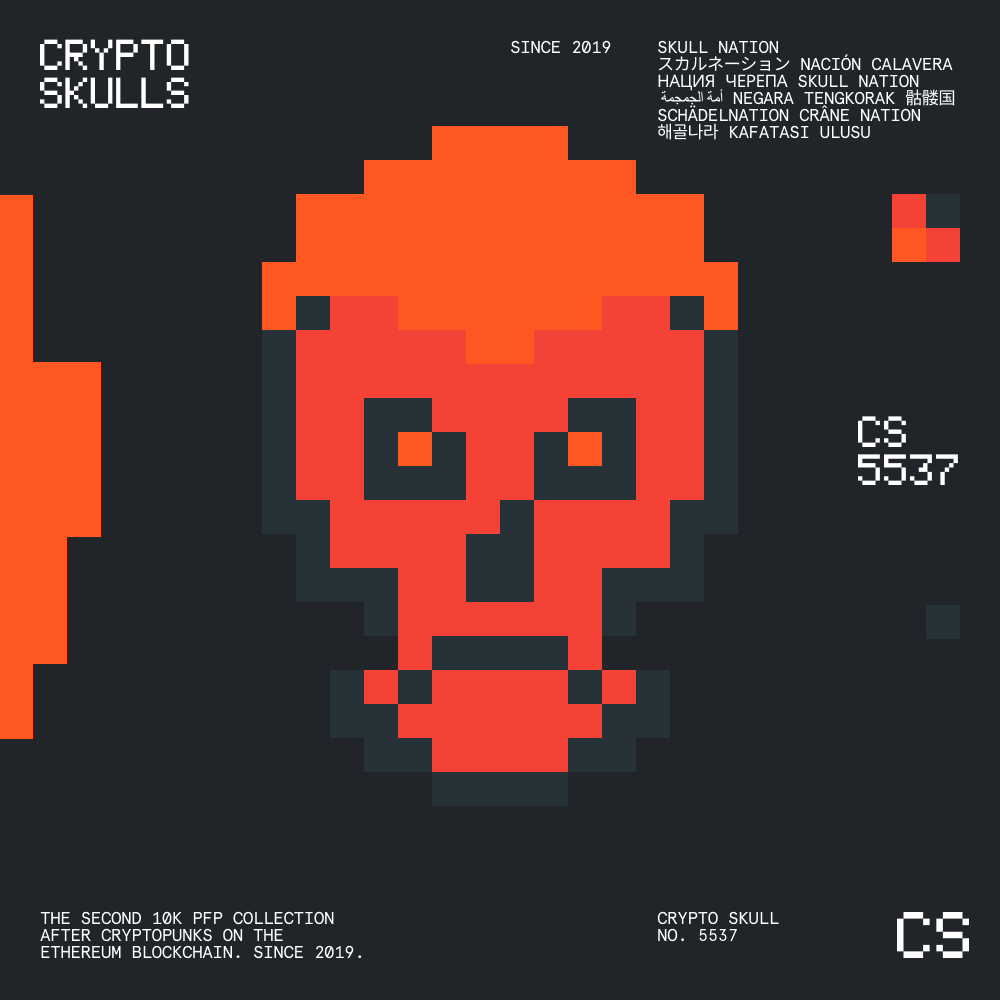 CRYPTO
SKULLS
SINCE 2019
SKULL NATION
スカルネーション NACIÓN CALAVERA
НАЦИЯ ЧЕРЕПА SKULL NATION
أمة الجمجمة NEGARA TENGKORAK 骷髅国
SCHÄDELNATION CRÂNE NATION
해골나라 KAFATASI ULUSU
CS
5537
THE SECOND 10K PFP COLLECTION
AFTER CRYPTOPUNKS ON THE
ETHEREUM BLOCKCHAIN. SINCE 2019.
CRYPTO SKULL
NO. 5537
CS